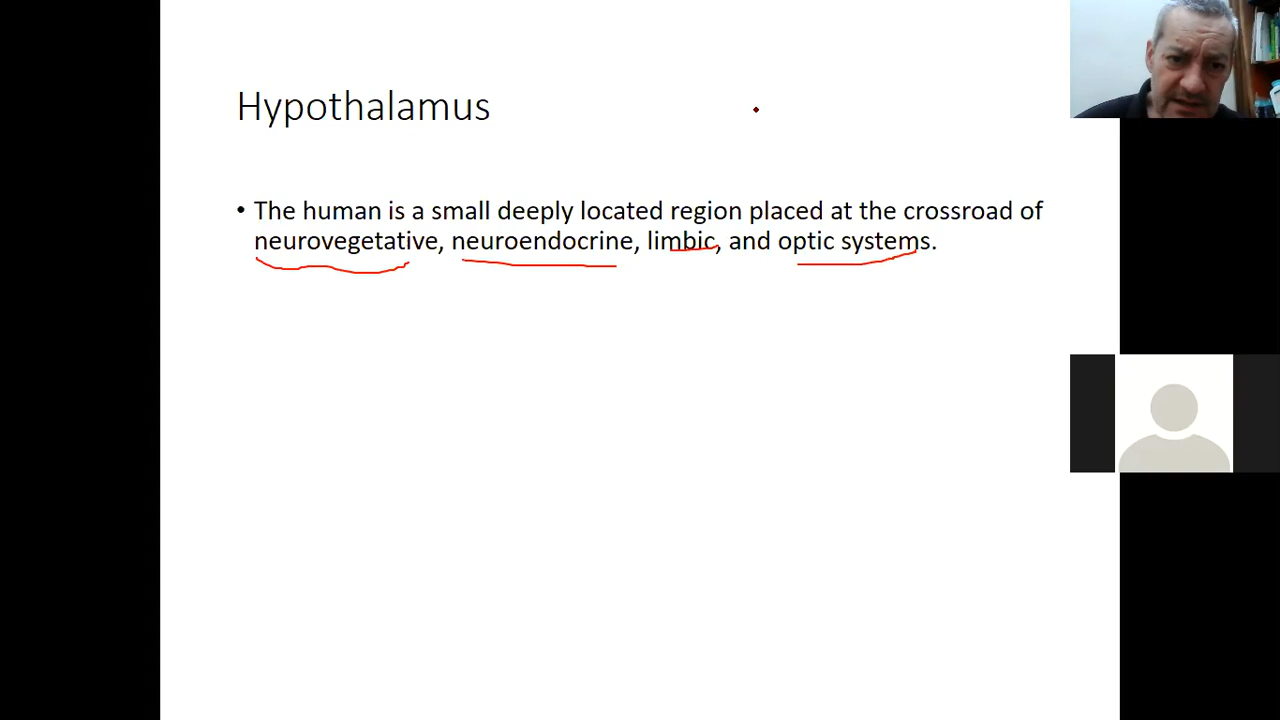 Hypothalamus
• The human is a small deeply located region placed at the crossroad of
neurovegetative, neuroendocrine, limbic, and optic systems.